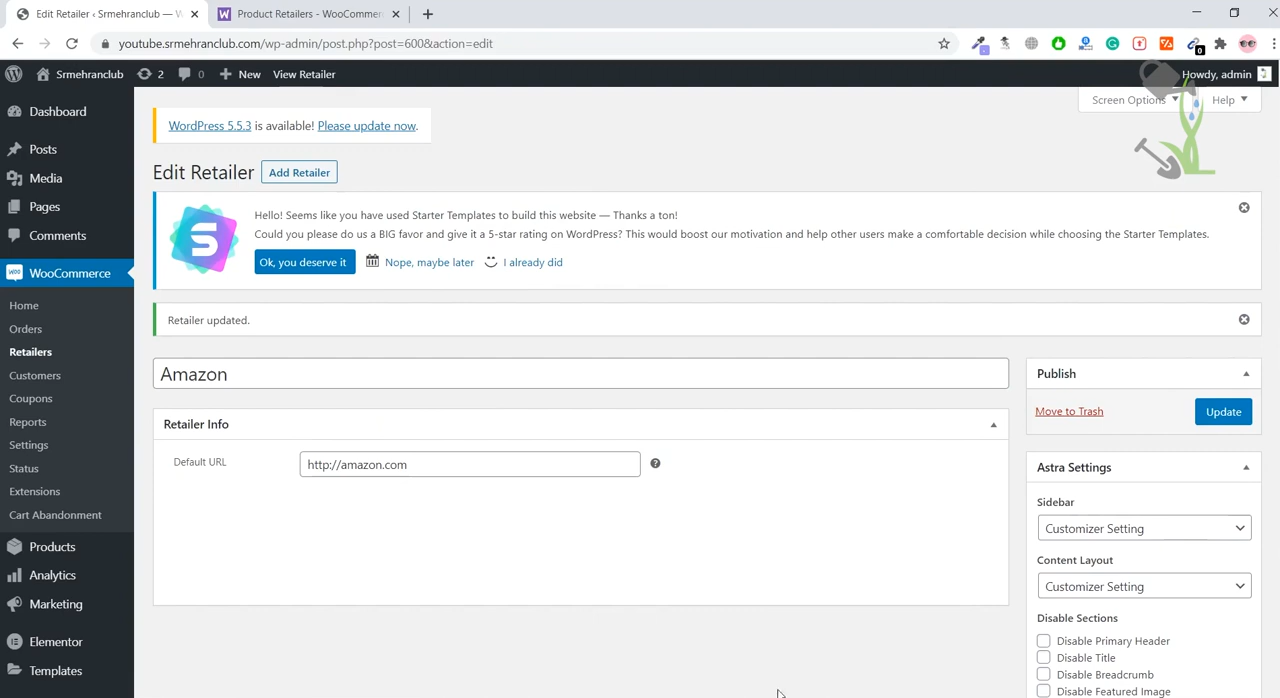 Edit Retailer ‹ Srmehranclub — W
Product Retailers - WooCommerce
youtube.srmehranclub.com/wp-admin/post.php?post=600&action=edit
0
Srmehranclub
2
0
New
View Retailer
Howdy, admin
Screen Options
Help
WordPress 5.5.3 is available! Please update now.
Edit Retailer
Add Retailer
Hello! Seems like you have used Starter Templates to build this website — Thanks a ton!
Could you please do us a BIG favor and give it a 5-star rating on WordPress? This would boost our motivation and help other users make a comfortable decision while choosing the Starter Templates.
Ok, you deserve it
Nope, maybe later
I already did
Retailer updated.
Amazon
Retailer Info
Default URL
http://amazon.com
Publish
Move to Trash
Update
Astra Settings
Sidebar
Customizer Setting
Content Layout
Customizer Setting
Disable Sections
Disable Primary Header
Disable Title
Disable Breadcrumb
Disable Featured Image
Dashboard
Posts
Media
Pages
Comments
WooCommerce
Home
Orders
Retailers
Customers
Coupons
Reports
Settings
Status
Extensions
Cart Abandonment
Products
Analytics
Marketing
Elementor
Templates